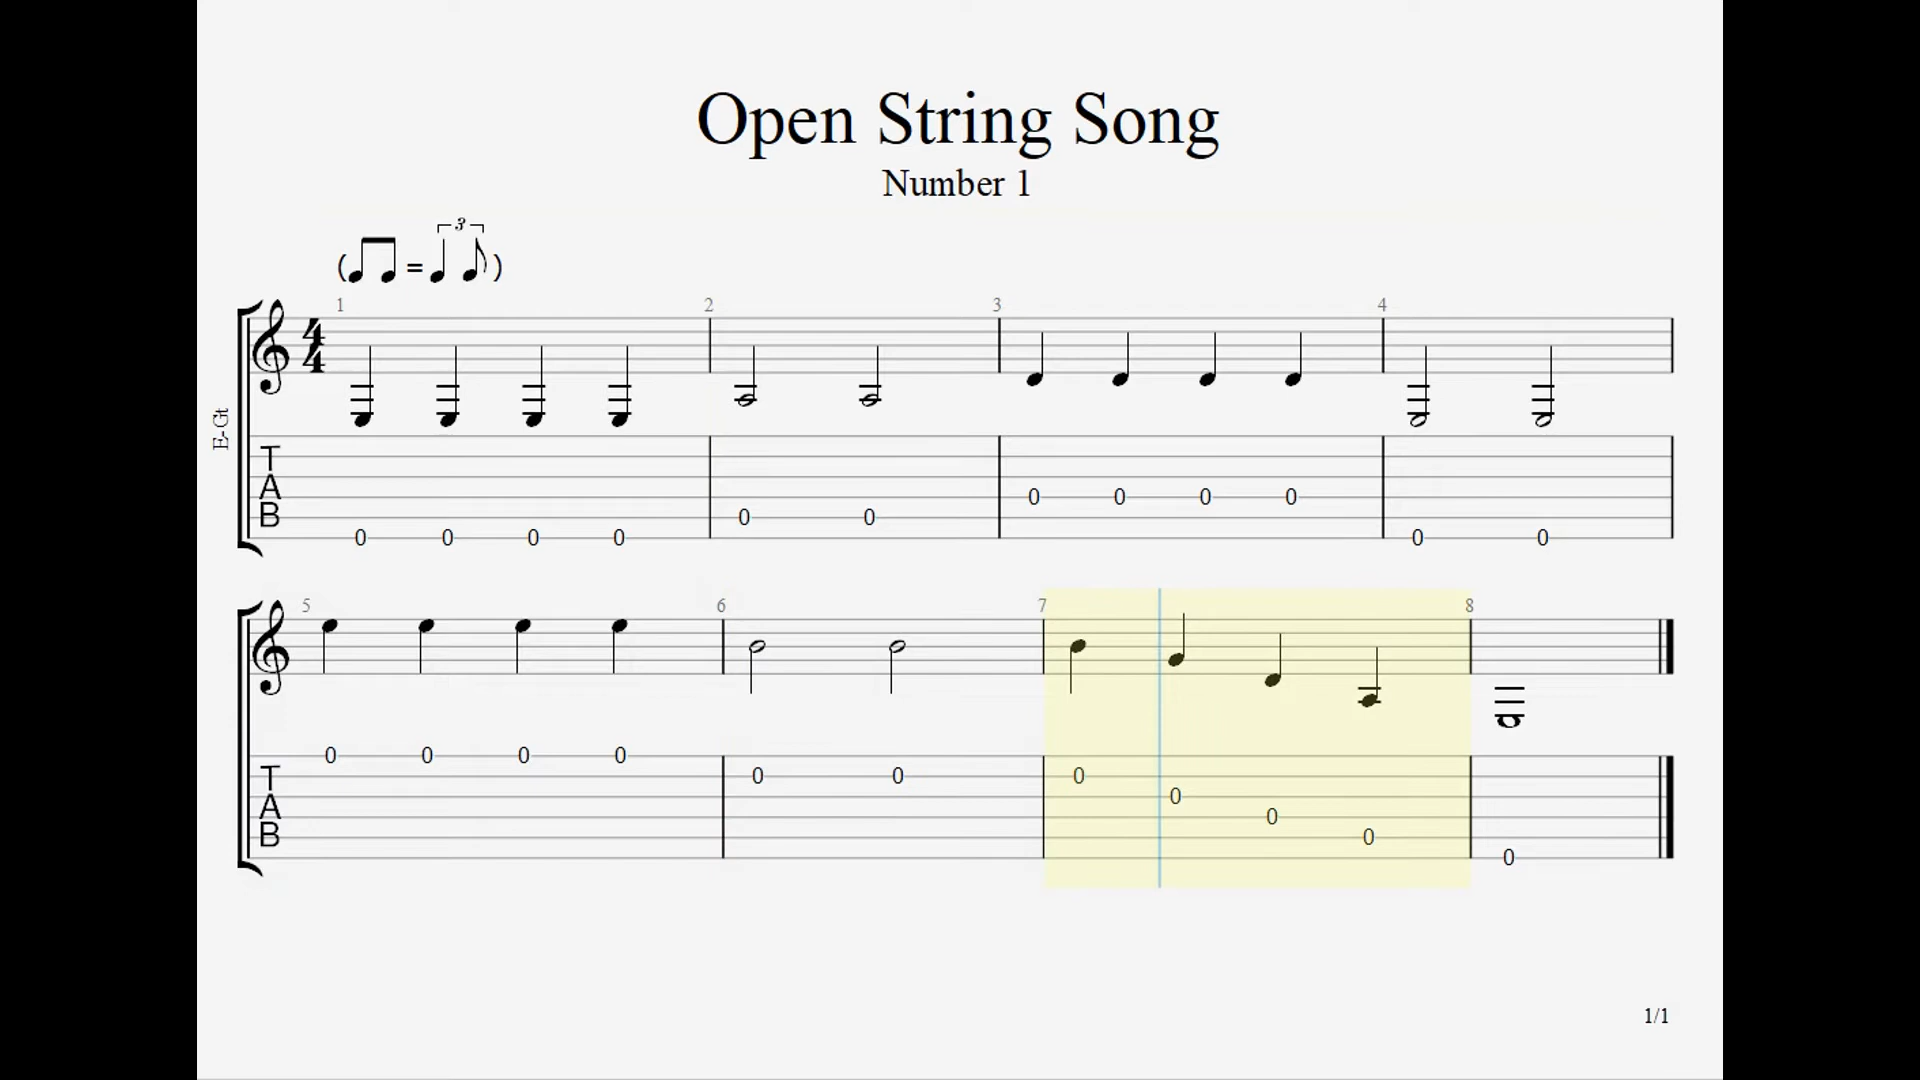 Open String Song
Number 1
( = 3 )
1 2 3 4
4
4
E-Gt
T
A
B
0 0 0 0 0 0 0 0 0 0 0 0
5 6 7 8
T
A
B
0 0 0 0 0 0 0 0 0 0 0
1/1